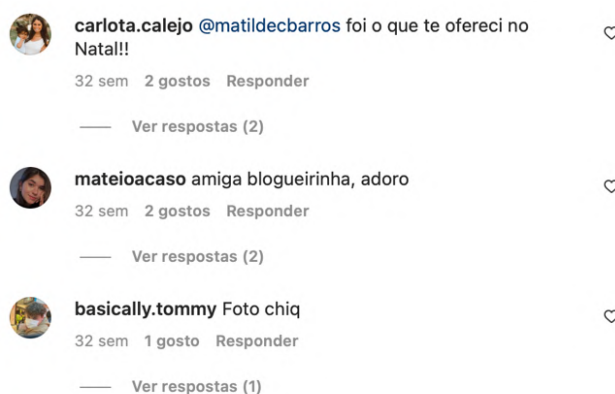 carlota.calejo @matildecbarros foi o que te ofereci no
Natal!!
32 sem 2 gostos Responder
Ver respostas (2)
mateioacaso amiga blogueirinha, adoro
32 sem 2 gostos Responder
Ver respostas (2)
basically.tommy Foto chiq
32 sem 1 gosto Responder
Ver respostas (1)